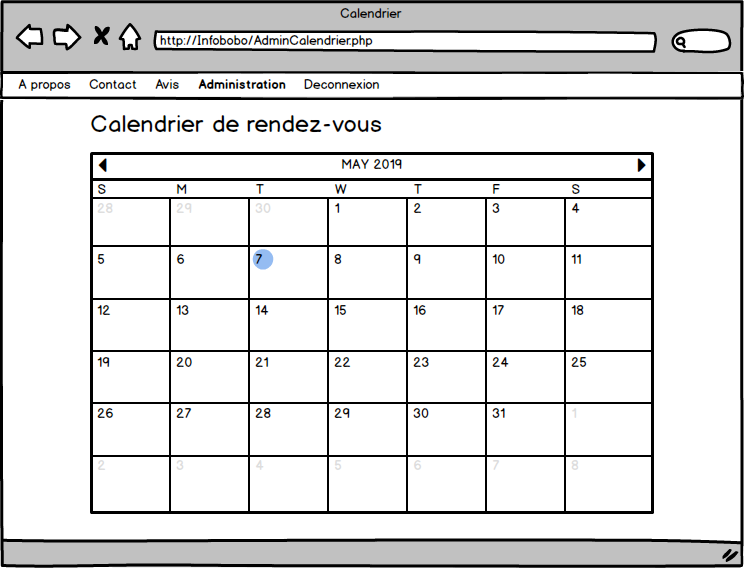 Calendrier
http://Infobobo/AdminCalendrier.php
A propos Contact Avis Administration Deconnexion
Calendrier de rendez-vous
MAY 2019
S M T W T F S
28 29 30 1 2 3 4
5 6 7 8 9 10 11
12 13 14 15 16 17 18
19 20 21 22 23 24 25
26 27 28 29 30 31 1
2 3 4 5 6 7 8